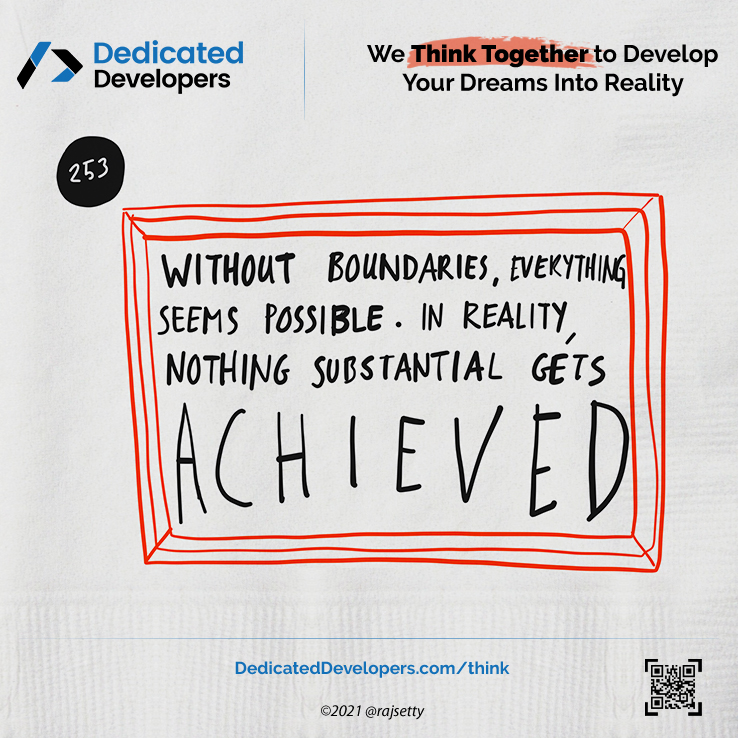 Dedicated
Developers
We Think Together to Develop
Your Dreams Into Reality
253
WITHOUT BOUNDARIES, EVERYTHING
SEEMS POSSIBLE. IN REALITY,
NOTHING SUBSTANTIAL GETS
ACHIEVED
DedicatedDevelopers.com/think
©2021 @rajsetty